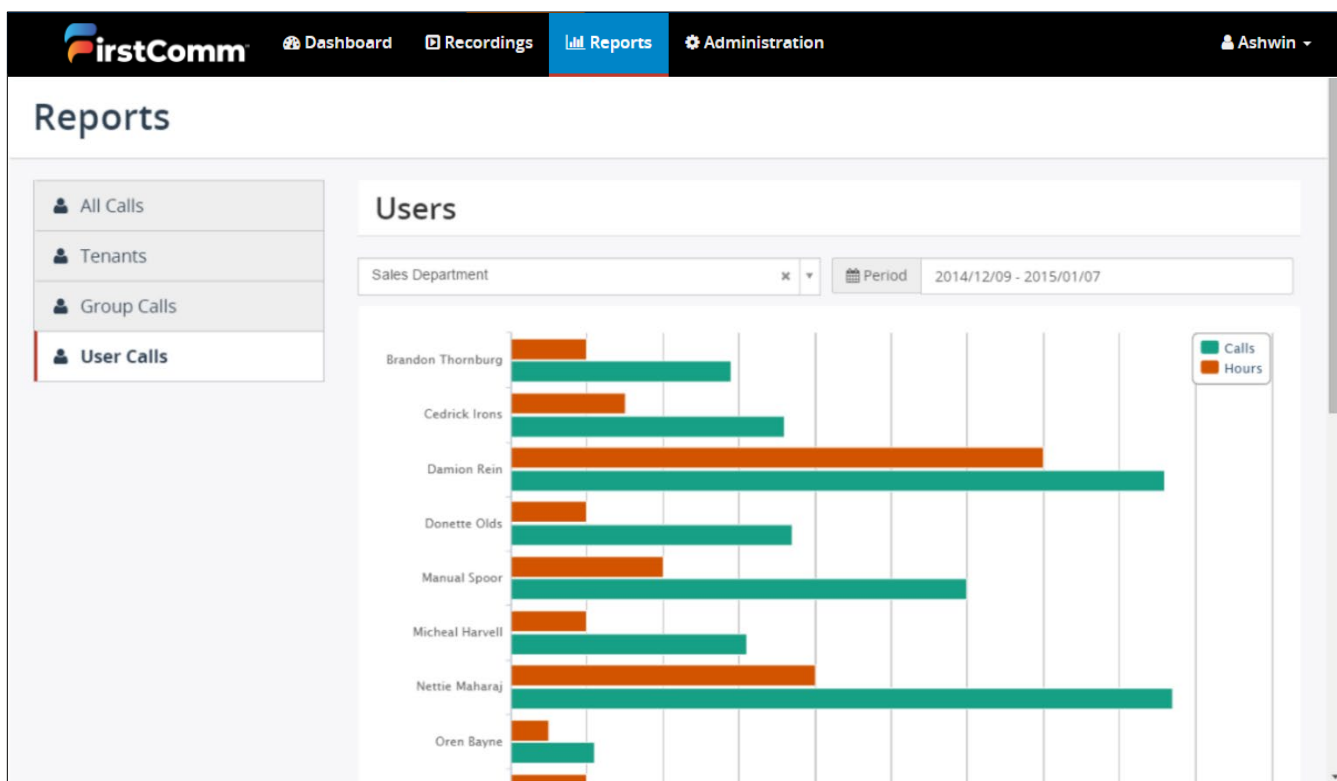 FirstComm Dashboard Recordings Reports Administration Ashwin
Reports
All Calls
Tenants
Group Calls
User Calls
Users
Sales Department Period 2014/12/09 - 2015/01/07
Calls
Hours
Brandon Thornburg
Cedrick Irons
Damion Rein
Donette Olds
Manual Spoor
Micheal Harvell
Nettie Maharaj
Oren Bayne